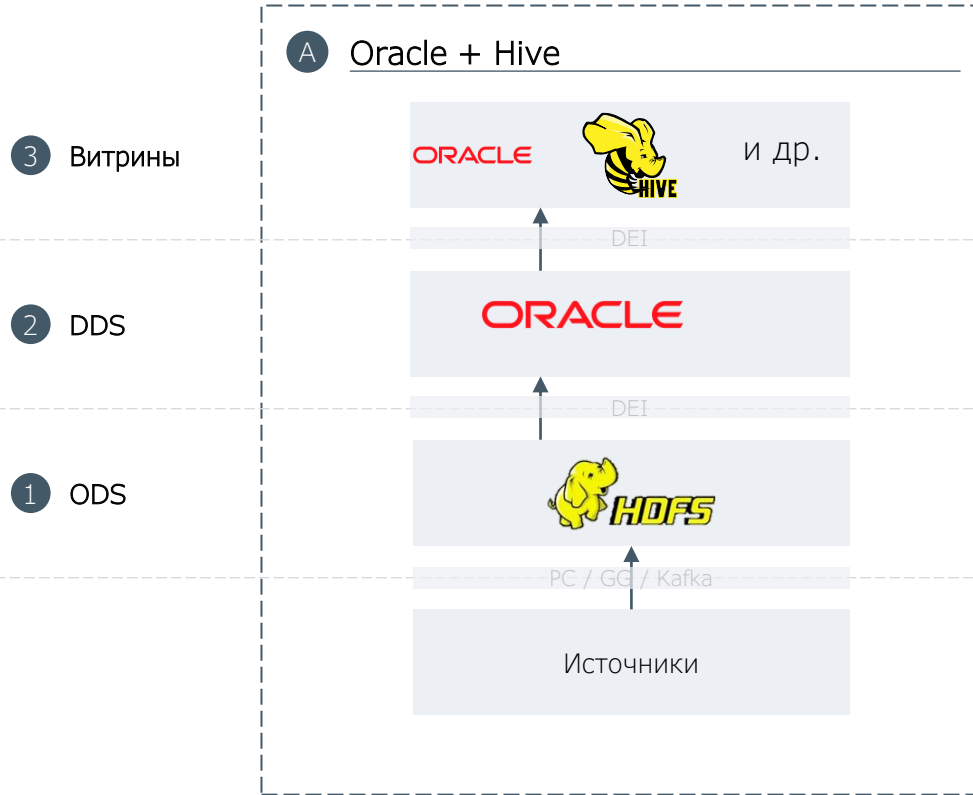 A Oracle + Hive
3 Витрины
ORACLE HIVE и др.
DEI
2 DDS
ORACLE
DEI
1 ODS
HDFS
PC / GG / Kafka
Источники